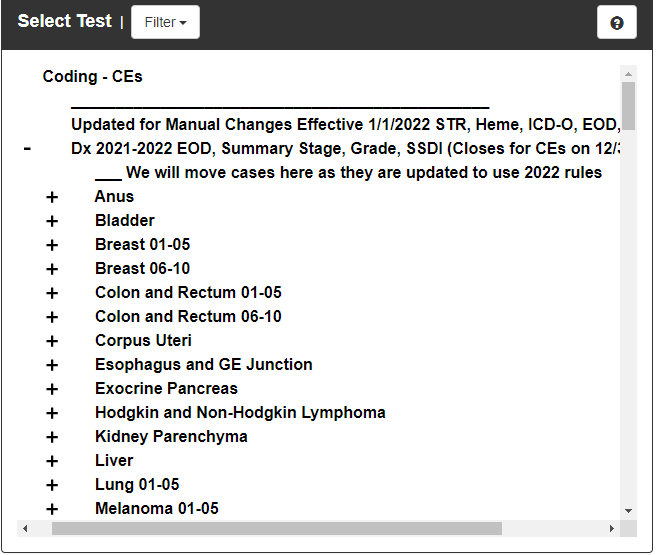 Select Test | Filter
Coding - CEs
Updated for Manual Changes Effective 1/1/2022 STR, Heme, ICD-O, EOD,
- Dx 2021-2022 EOD, Summary Stage, Grade, SSDI (Closes for CEs on 12/
___ We will move cases here as they are updated to use 2022 rules
+ Anus
+ Bladder
+ Breast 01-05
+ Breast 06-10
+ Colon and Rectum 01-05
+ Colon and Rectum 06-10
+ Corpus Uteri
+ Esophagus and GE Junction
+ Exocrine Pancreas
+ Hodgkin and Non-Hodgkin Lymphoma
+ Kidney Parenchyma
+ Liver
+ Lung 01-05
+ Melanoma 01-05